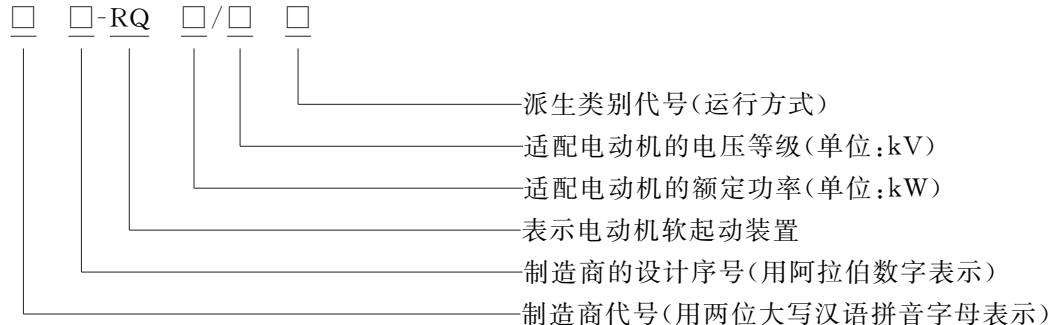 □ □-RQ □/□ □
派生类别代号(运行方式)
适配电动机的电压等级(单位:kV)
适配电动机的额定功率(单位:kW)
表示电动机软起动装置
制造商的设计序号(用阿拉伯数字表示)
制造商代号(用两位大写汉语拼音字母表示)